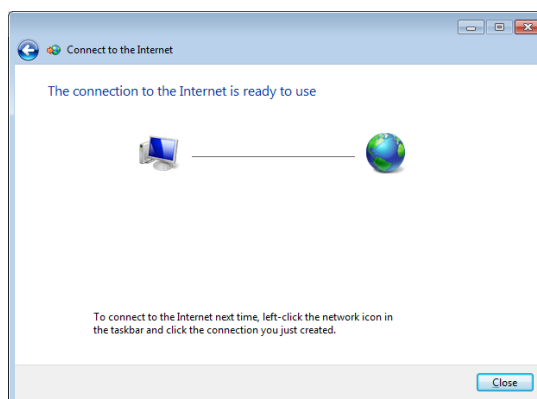 Connect to the Internet
The connection to the Internet is ready to use
To connect to the Internet next time, left-click the network icon in
the taskbar and click the connection you just created.
Close